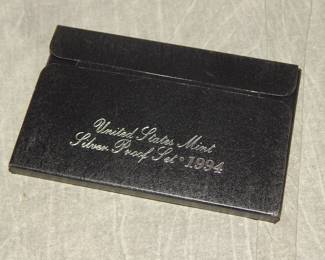 United States Mint
Silver Proof Set ® 1994